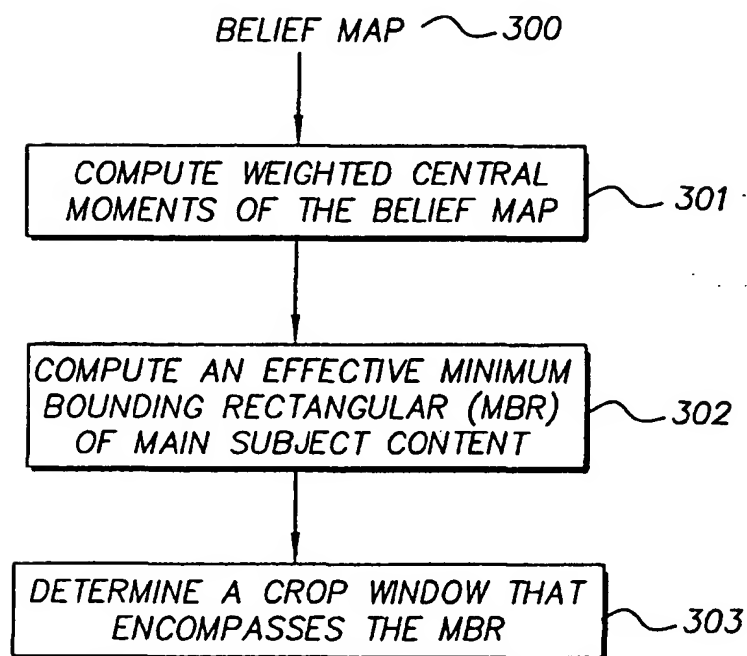 BELIEF MAP 300
COMPUTE WEIGHTED CENTRAL
MOMENTS OF THE BELIEF MAP
301
COMPUTE AN EFFECTIVE MINIMUM
BOUNDING RECTANGULAR (MBR)
OF MAIN SUBJECT CONTENT
302
DETERMINE A CROP WINDOW THAT
ENCOMPASSES THE MBR
303